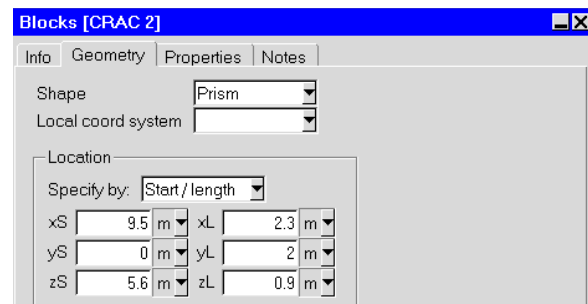 Blocks [CRAC 2]
Info Geometry Properties Notes
Shape Prism
Local coord system
Location
Specify by: Start / length
xS 9.5 m xL 2.3 m
yS 0 m yL 2 m
zS 5.6 m zL 0.9 m